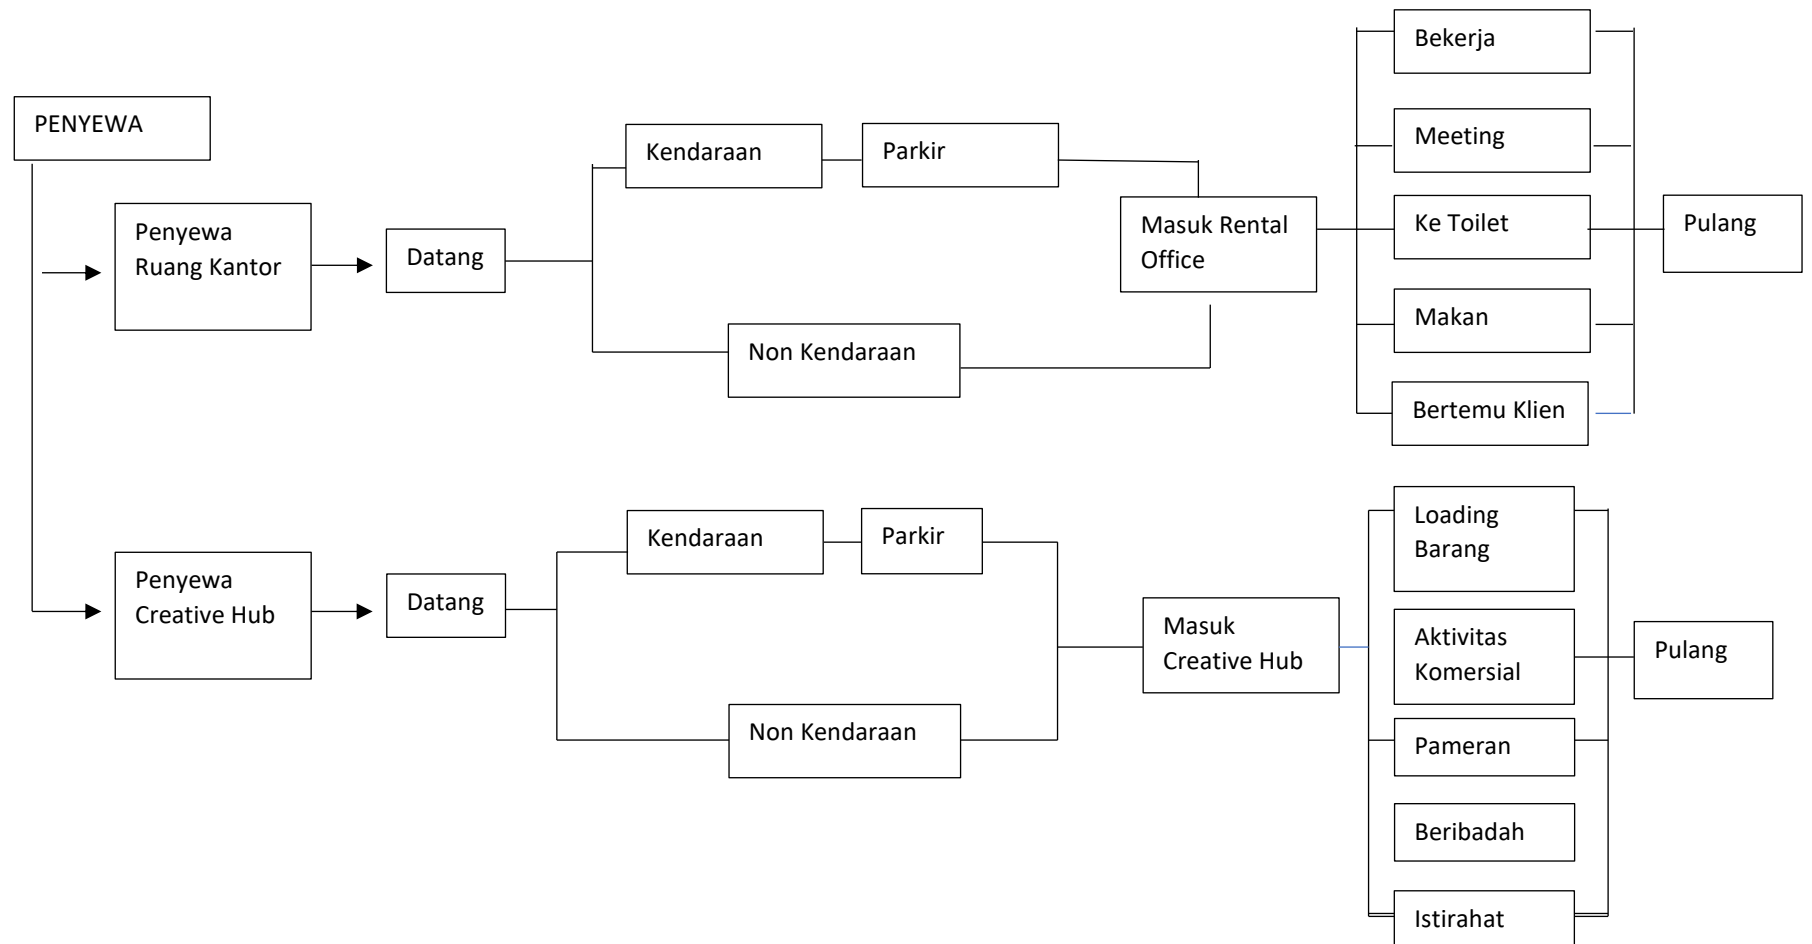 PENYEWA
Penyewa
Ruang Kantor
Datang
Kendaraan
Parkir
Non Kendaraan
Masuk Rental
Office
Bekerja
Meeting
Ke Toilet
Makan
Bertemu Klien
Pulang
Penyewa
Creative Hub
Datang
Kendaraan
Parkir
Non Kendaraan
Masuk
Creative Hub
Loading
Barang
Aktivitas
Komersial
Pameran
Beribadah
Istirahat
Pulang